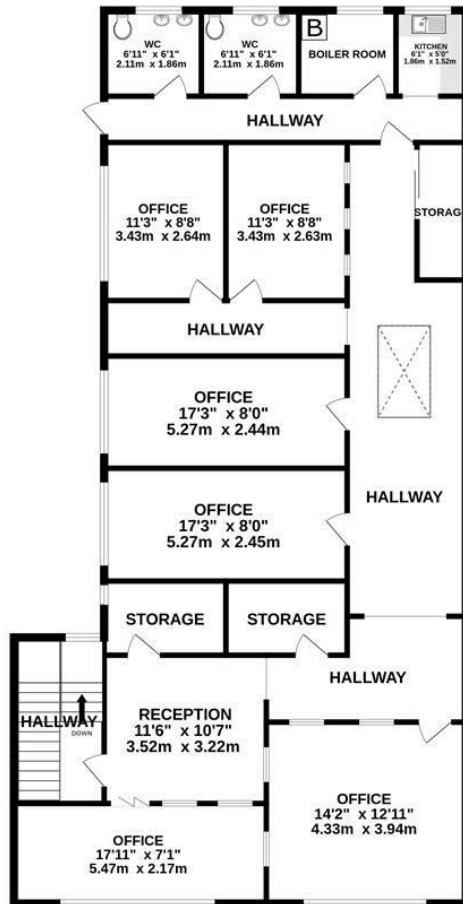 WC
6'11" x 6'1"
2.11m x 1.86m
WC
6'11" x 6'1"
2.11m x 1.86m
B
BOILER ROOM
KITCHEN
6'1" x 5'0"
1.86m x 1.52m
HALLWAY
OFFICE
11'3" x 8'8"
3.43m x 2.64m
OFFICE
11'3" x 8'8"
3.43m x 2.63m
STORAG
HALLWAY
OFFICE
17'3" x 8'0"
5.27m x 2.44m
OFFICE
17'3" x 8'0"
5.27m x 2.45m
HALLWAY
STORAGE
STORAGE
HALLWAY
HALLWAY
DOWN
RECEPTION
11'6" x 10'7"
3.52m x 3.22m
OFFICE
14'2" x 12'11"
4.33m x 3.94m
OFFICE
17'11" x 7'1"
5.47m x 2.17m